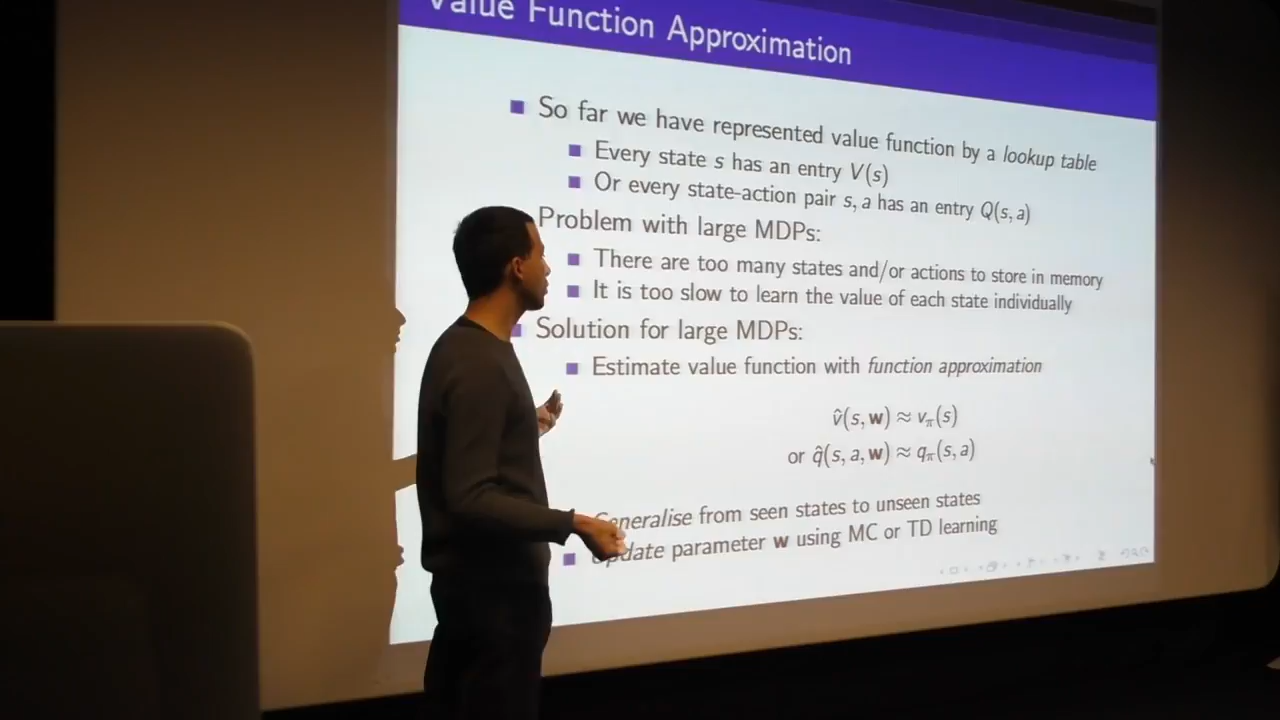 Value Function Approximation
So far we have represented value function by a lookup table
Every state s has an entry V(s)
Or every state-action pair s, a has an entry Q(s, a)
Problem with large MDPs:
There are too many states and/or actions to store in memory
It is too slow to learn the value of each state individually
Solution for large MDPs:
Estimate value function with function approximation
v̂(s, w) ≈ vπ(s)
or q̂(s, a, w) ≈ qπ(s, a)
Generalise from seen states to unseen states
Update parameter w using MC or TD learning